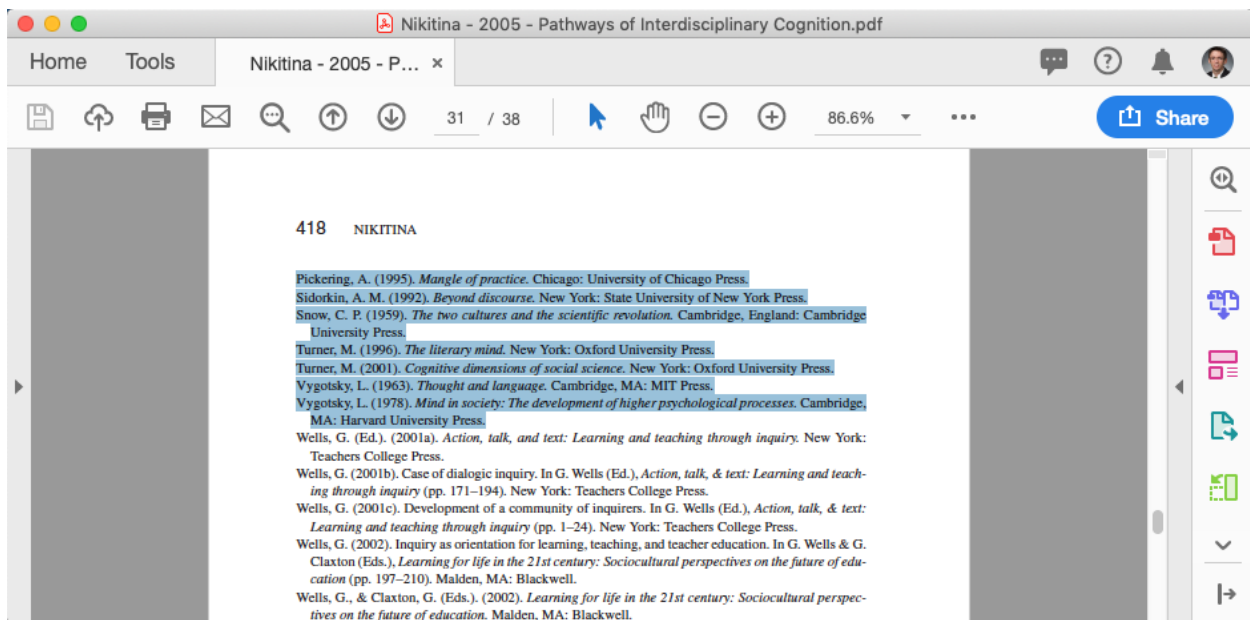 Nikitina - 2005 - Pathways of Interdisciplinary Cognition.pdf
Home Tools Nikitina - 2005 - P... ×
31 / 38 86.6% Share
418 NIKITINA
Pickering, A. (1995). Mangle of practice. Chicago: University of Chicago Press.
Sidorkin, A. M. (1992). Beyond discourse. New York: State University of New York Press.
Snow, C. P. (1959). The two cultures and the scientific revolution. Cambridge, England: Cambridge
University Press.
Turner, M. (1996). The literary mind. New York: Oxford University Press.
Turner, M. (2001). Cognitive dimensions of social science. New York: Oxford University Press.
Vygotsky, L. (1963). Thought and language. Cambridge, MA: MIT Press.
Vygotsky, L. (1978). Mind in society: The development of higher psychological processes. Cambridge,
MA: Harvard University Press.
Wells, G. (Ed.). (2001a). Action, talk, and text: Learning and teaching through inquiry. New York:
Teachers College Press.
Wells, G. (2001b). Case of dialogic inquiry. In G. Wells (Ed.), Action, talk, & text: Learning and teach-
ing through inquiry (pp. 171–194). New York: Teachers College Press.
Wells, G. (2001c). Development of a community of inquirers. In G. Wells (Ed.), Action, talk, & text:
Learning and teaching through inquiry (pp. 1–24). New York: Teachers College Press.
Wells, G. (2002). Inquiry as orientation for learning, teaching, and teacher education. In G. Wells & G.
Claxton (Eds.), Learning for life in the 21st century: Sociocultural perspectives on the future of edu-
cation (pp. 197–210). Malden, MA: Blackwell.
Wells, G., & Claxton, G. (Eds.). (2002). Learning for life in the 21st century: Sociocultural perspec-
tives on the future of education. Malden, MA: Blackwell.